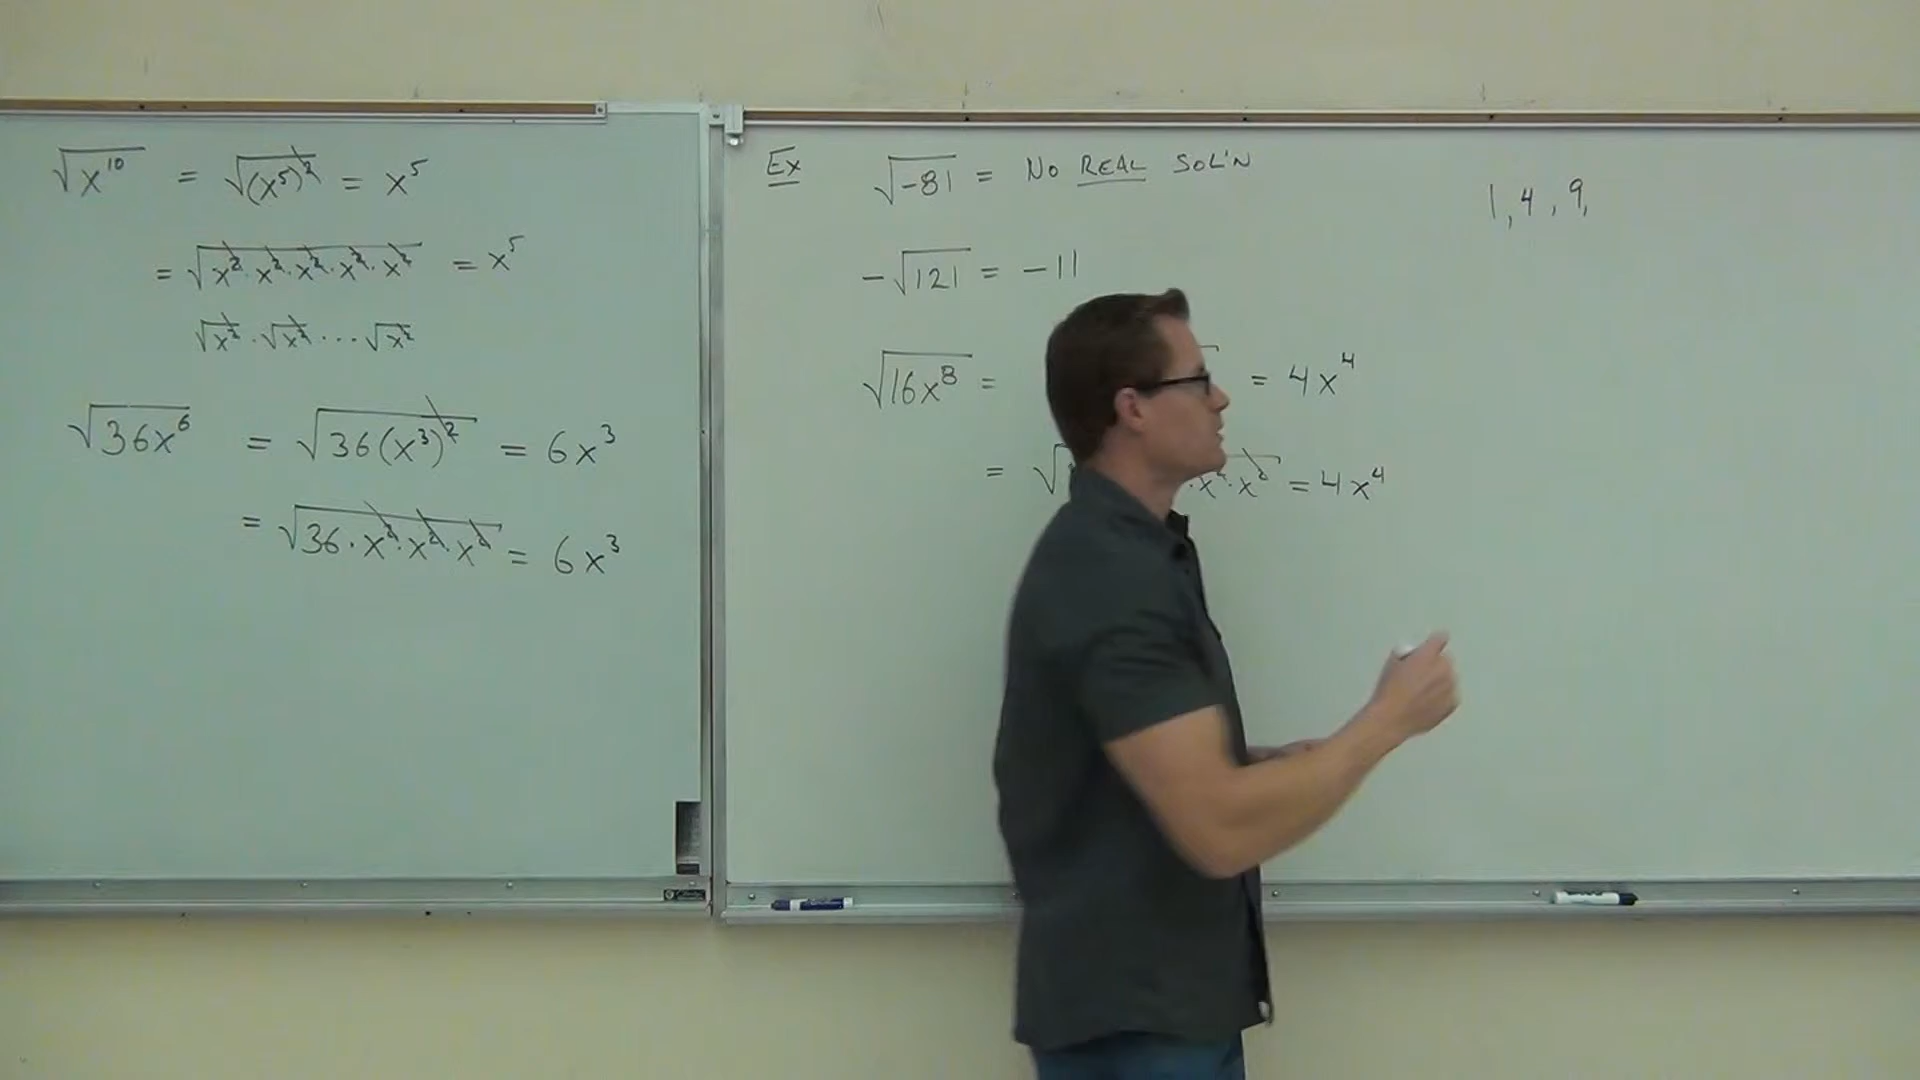 √x¹⁰ = √(x⁵)² = x⁵
= √x²·x²·x²·x²·x² = x⁵
√x²·√x²···√x²
√36x⁶ = √36(x³)² = 6x³
= √36·x²·x²·x² = 6x³
Ex √-81 = NO REAL SOL'N
-√121 = -11
√16x⁸ = = 4x⁴
= √ ·x²·x² = 4x⁴
1, 4, 9,